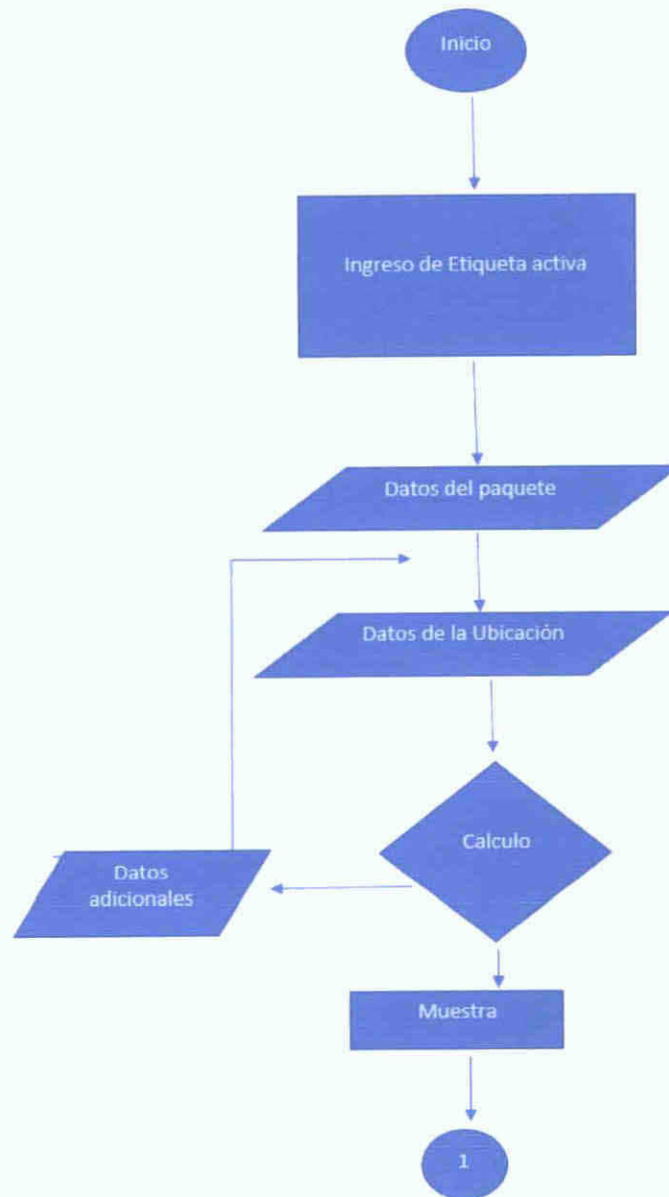 Inicio
Ingreso de Etiqueta activa
Datos del paquete
Datos de la Ubicación
Calculo
Datos
adicionales
Muestra
1